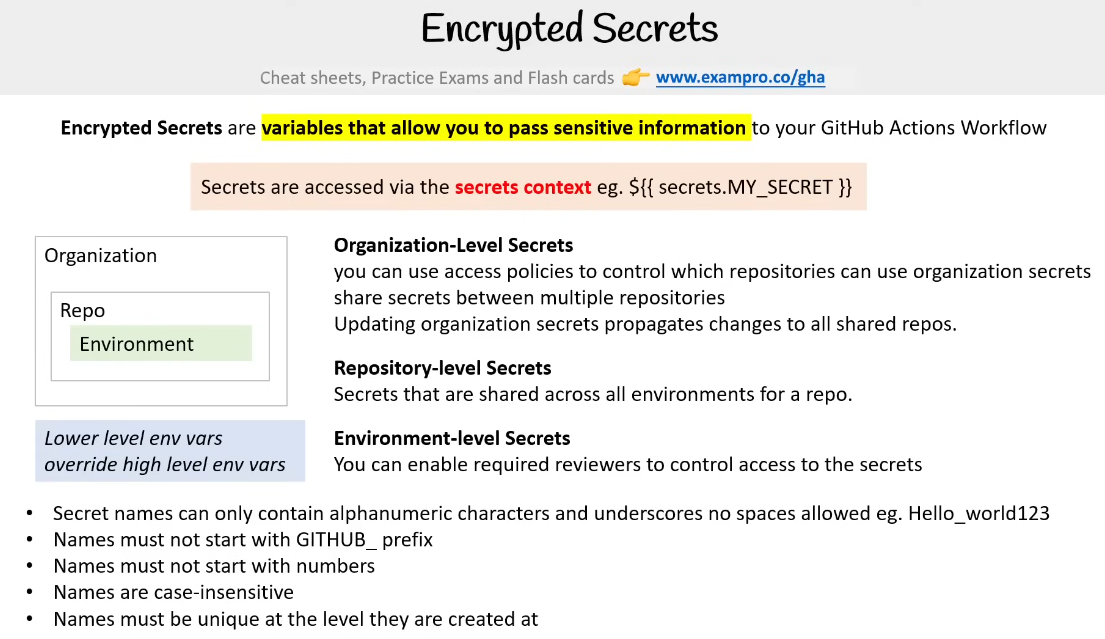 Encrypted Secrets
Cheat sheets, Practice Exams and Flash cards 👉 www.exampro.co/gha
Encrypted Secrets are variables that allow you to pass sensitive information to your GitHub Actions Workflow
Secrets are accessed via the secrets context eg. ${{ secrets.MY_SECRET }}
Organization
Repo
Environment
Lower level env vars
override high level env vars
Organization-Level Secrets
you can use access policies to control which repositories can use organization secrets
share secrets between multiple repositories
Updating organization secrets propagates changes to all shared repos.
Repository-level Secrets
Secrets that are shared across all environments for a repo.
Environment-level Secrets
You can enable required reviewers to control access to the secrets
• Secret names can only contain alphanumeric characters and underscores no spaces allowed eg. Hello_world123
• Names must not start with GITHUB_ prefix
• Names must not start with numbers
• Names are case-insensitive
• Names must be unique at the level they are created at